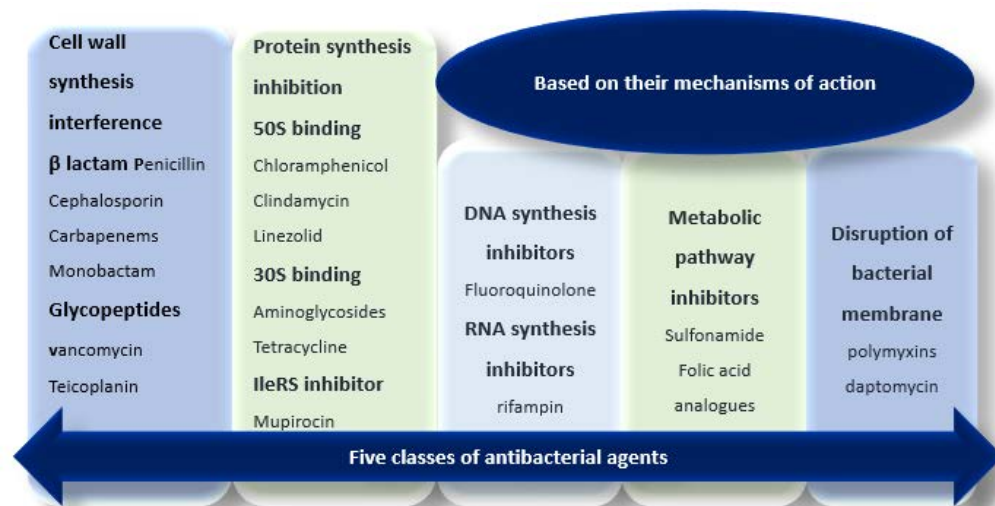 Cell wall
synthesis
interference
β lactam Penicillin
Cephalosporin
Carbapenems
Monobactam
Glycopeptides
vancomycin
Teicoplanin
Protein synthesis
inhibition
50S binding
Chloramphenicol
Clindamycin
Linezolid
30S binding
Aminoglycosides
Tetracycline
IleRS inhibitor
Mupirocin
Based on their mechanisms of action
DNA synthesis
inhibitors
Fluoroquinolone
RNA synthesis
inhibitors
rifampin
Metabolic
pathway
inhibitors
Sulfonamide
Folic acid
analogues
Disruption of
bacterial
membrane
polymyxins
daptomycin
Five classes of antibacterial agents